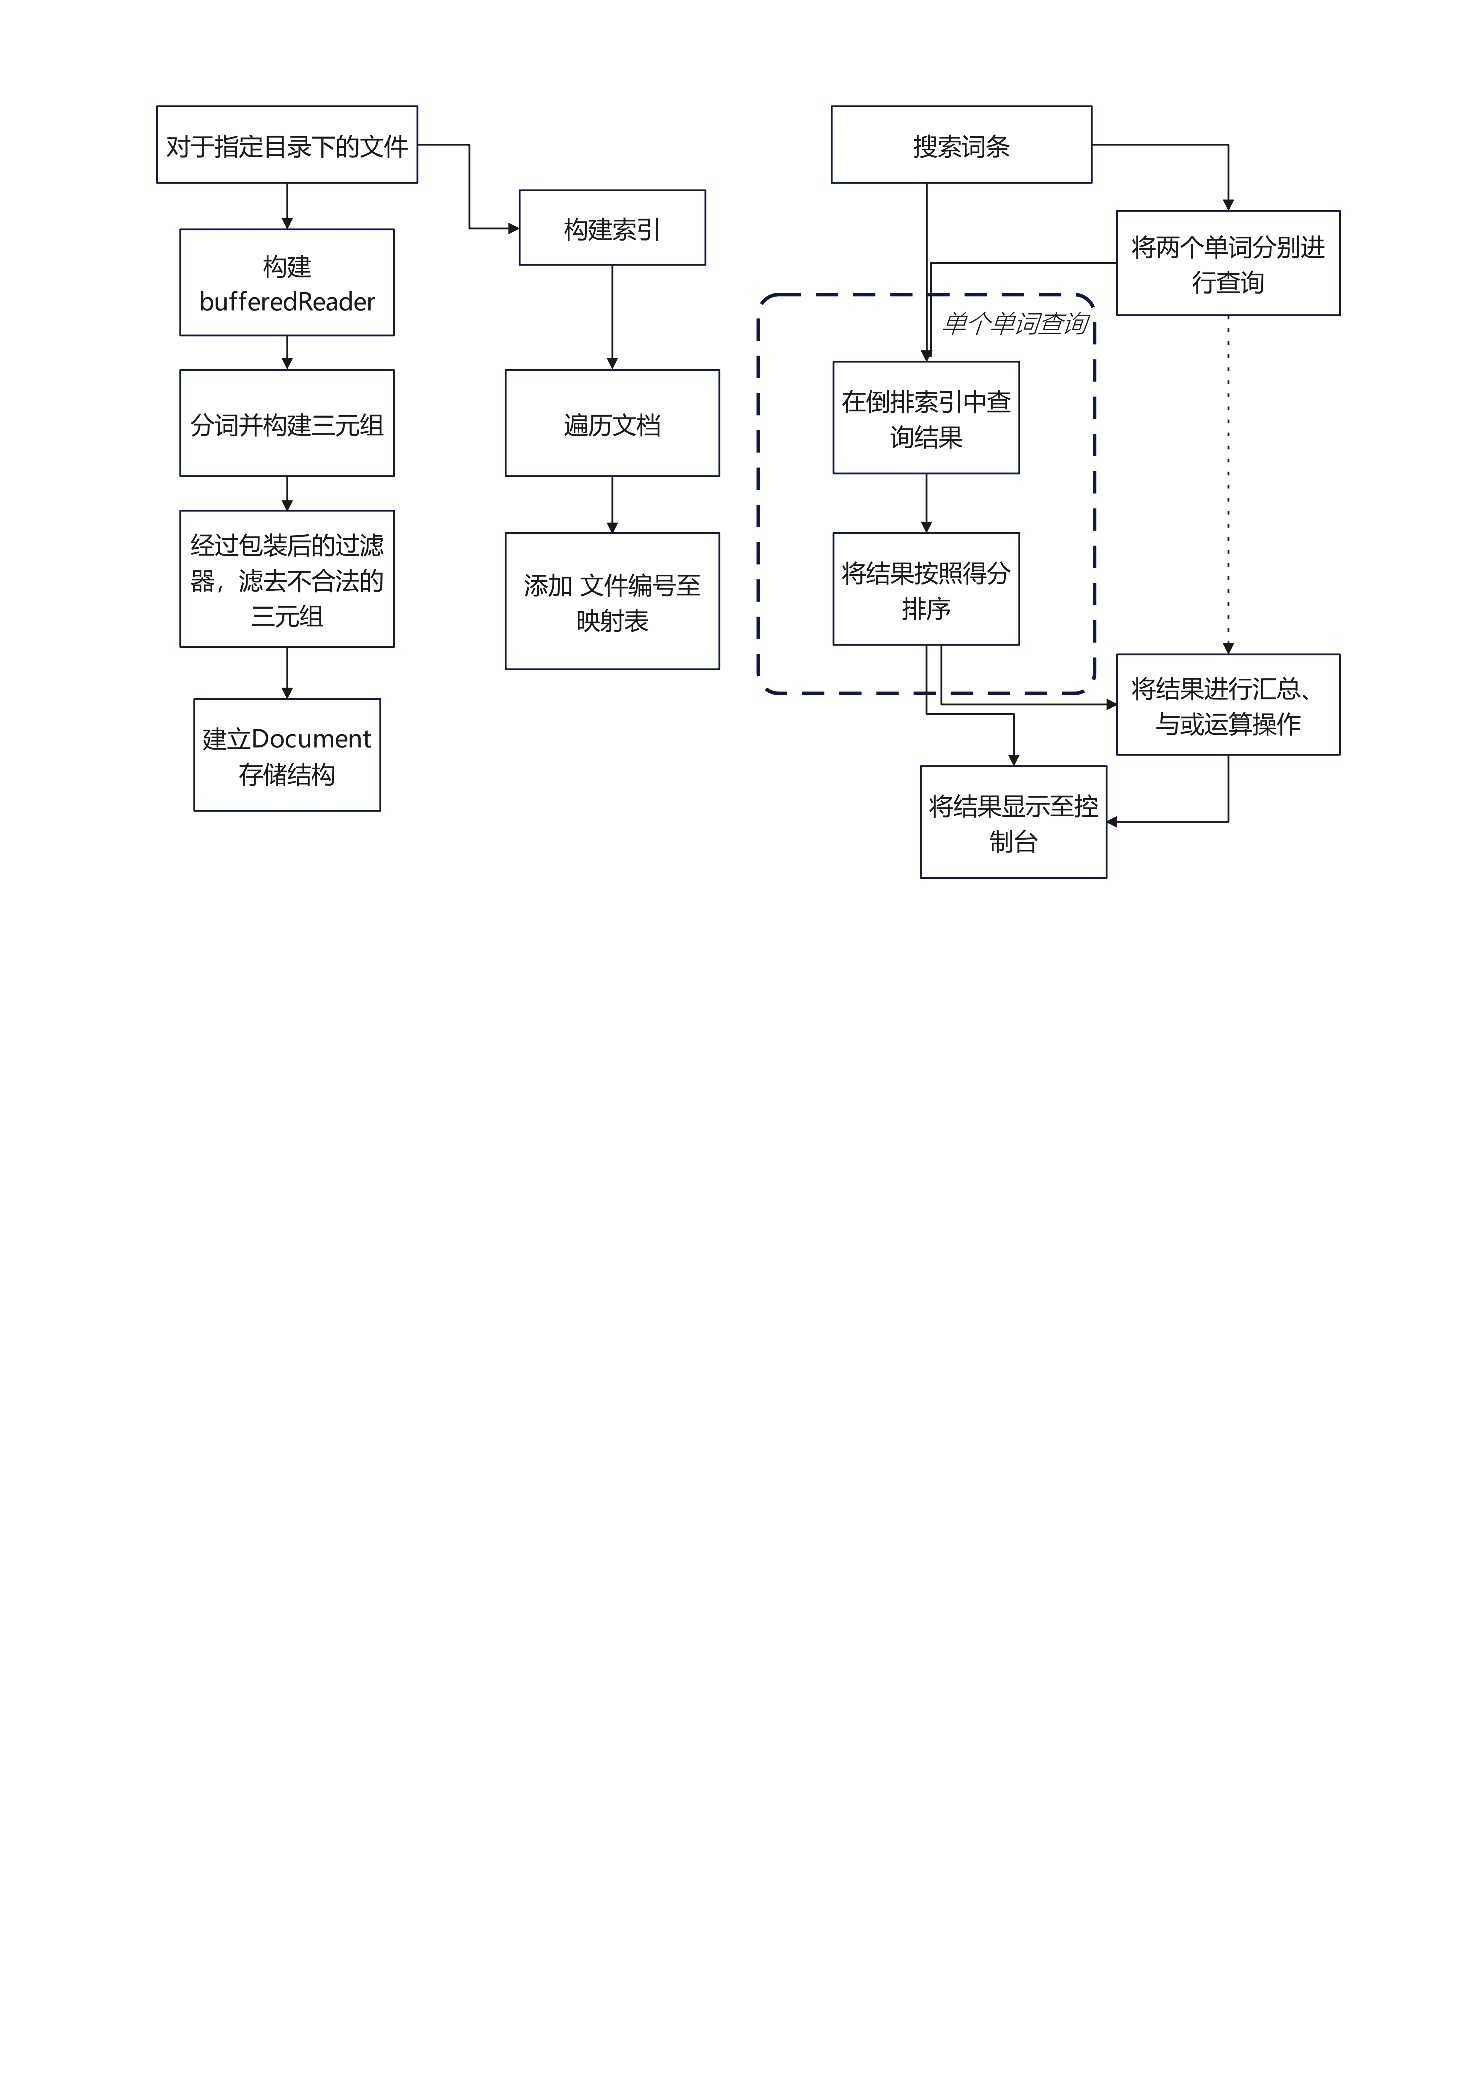 对于指定目录下的文件
构建
bufferedReader
分词并构建三元组
经过包装后的过滤
器，滤去不合法的
三元组
建立Document
存储结构
构建索引
遍历文档
添加 文件编号至
映射表
搜索词条
将两个单词分别进
行查询
单个单词查询
在倒排索引中查
询结果
将结果按照得分
排序
将结果进行汇总、
与或运算操作
将结果显示至控
制台